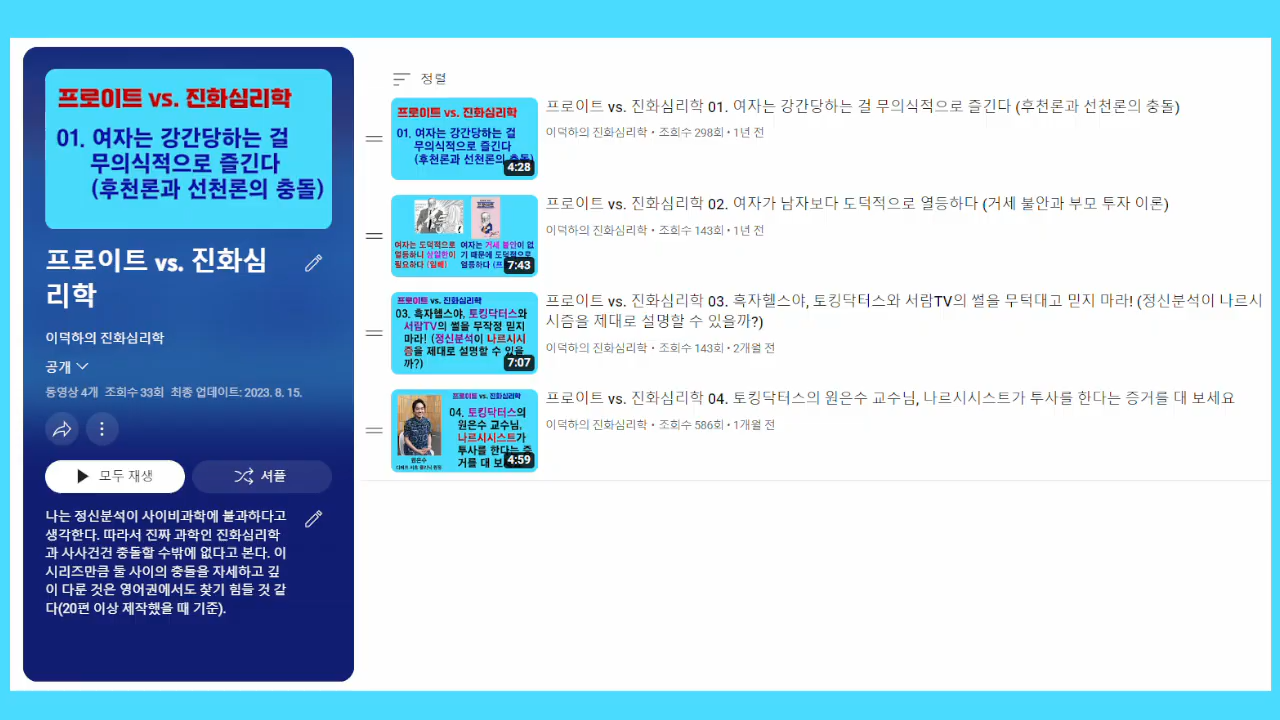 프로이트 vs. 진화심리학
01. 여자는 강간당하는 걸
무의식적으로 즐긴다
(후천론과 선천론의 충돌)
프로이트 vs. 진화심
리학
이덕하의 진화심리학
공개
동영상 4개 조회수 33회 최종 업데이트: 2023. 8. 15.
모두 재생
셔플
나는 정신분석이 사이비과학에 불과하다고
생각한다. 따라서 진짜 과학인 진화심리학
과 사사건건 충돌할 수밖에 없다고 본다. 이
시리즈만큼 둘 사이의 충돌을 자세하고 깊
이 다룬 것은 영어권에서도 찾기 힘들 것 같
다(20편 이상 제작했을 때 기준).
정렬
프로이트 vs. 진화심리학
01. 여자는 강간당하는 걸
무의식적으로 즐긴다
(후천론과 선천론의 충돌)
4:28
프로이트 vs. 진화심리학 01. 여자는 강간당하는 걸 무의식적으로 즐긴다 (후천론과 선천론의 충돌)
이덕하의 진화심리학 • 조회수 298회 • 1년 전
여자는 도덕적으로
열등하니 삼일한이
필요하다 (일베)
여자는 거세 불안이 없
기 때문에 도덕적으로
열등하다
7:43
프로이트 vs. 진화심리학 02. 여자가 남자보다 도덕적으로 열등하다 (거세 불안과 부모 투자 이론)
이덕하의 진화심리학 • 조회수 143회 • 1년 전
프로이트 vs. 진화심리학
03. 흑자헬스야, 토킹닥터스와
서람TV의 썰을 무작정 믿지
마라! (정신분석이 나르시시
즘을 제대로 설명할 수 있을
까?)
7:07
프로이트 vs. 진화심리학 03. 흑자헬스야, 토킹닥터스와 서람TV의 썰을 무턱대고 믿지 마라! (정신분석이 나르시
시즘을 제대로 설명할 수 있을까?)
이덕하의 진화심리학 • 조회수 143회 • 2개월 전
프로이트 vs. 진화심리학
04. 토킹닥터스의
원은수 교수님,
나르시시스트가
투사를 한다는 증
거를 대 보
원은수
4:59
프로이트 vs. 진화심리학 04. 토킹닥터스의 원은수 교수님, 나르시시스트가 투사를 한다는 증거를 대 보세요
이덕하의 진화심리학 • 조회수 586회 • 1개월 전